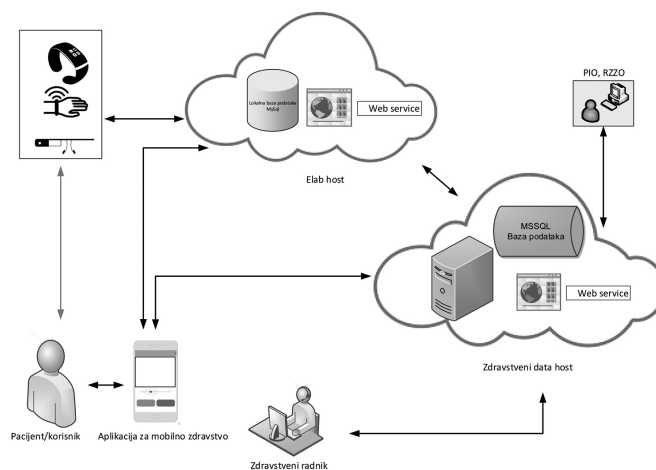 PIO, RZZO
Lokalna baza podataka
MySql
Web service
Elab host
MSSQL
Baza podataka
Web service
Zdravstveni data host
Pacijent/korisnik
Aplikacija za mobilno zdravstvo
Zdravstveni radnik